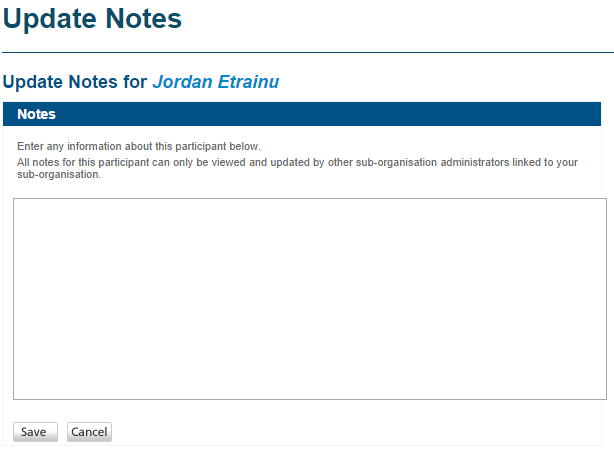 Update Notes
Update Notes for Jordan Etrainu
Notes
Enter any information about this participant below.
All notes for this participant can only be viewed and updated by other sub-organisation administrators linked to your
sub-organisation.
Save Cancel